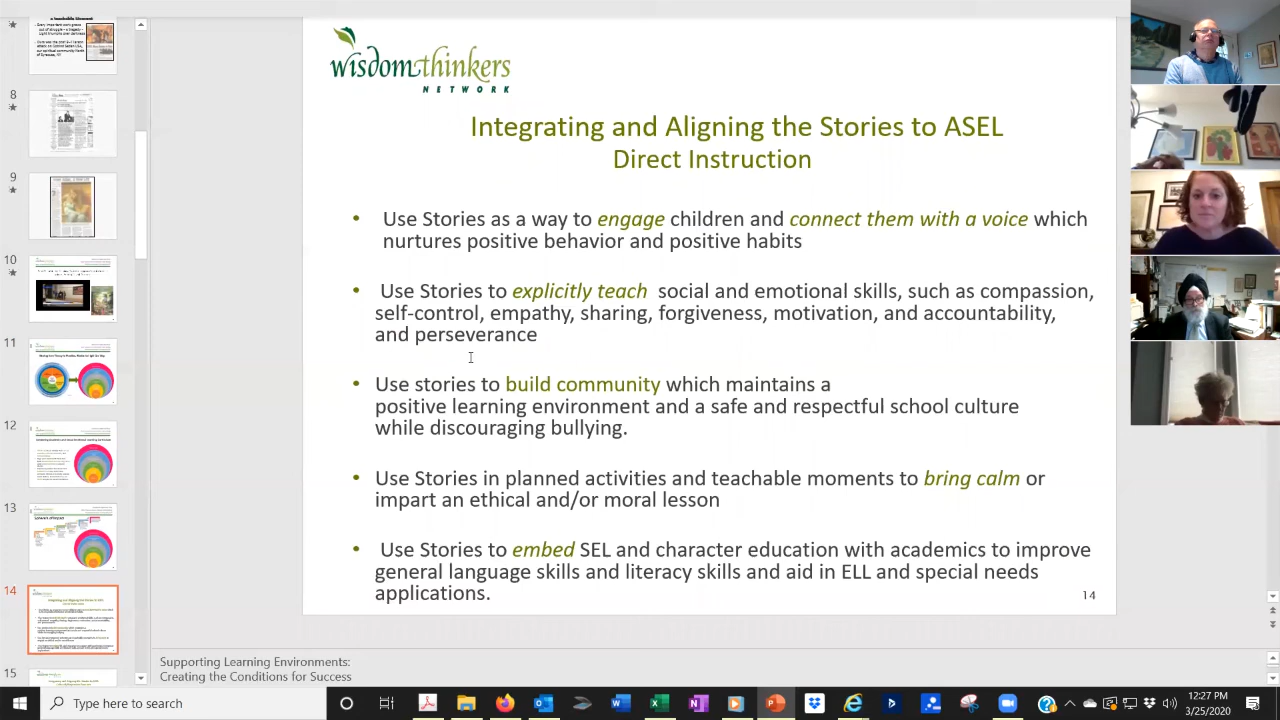 wisdomthinkers
NETWORK
Integrating and Aligning the Stories to ASEL
Direct Instruction
• Use Stories as a way to engage children and connect them with a voice which
nurtures positive behavior and positive habits
• Use Stories to explicitly teach social and emotional skills, such as compassion,
self-control, empathy, sharing, forgiveness, motivation, and accountability,
and perseverance
• Use stories to build community which maintains a
positive learning environment and a safe and respectful school culture
while discouraging bullying.
• Use Stories in planned activities and teachable moments to bring calm or
impart an ethical and/or moral lesson
• Use Stories to embed SEL and character education with academics to improve
general language skills and literacy skills and aid in ELL and special needs
applications.
14
9
10
11
12
13
14
15
Supporting Learning Environments:
Creating the Conditions for Success
Type here to search
12:27 PM
3/25/2020